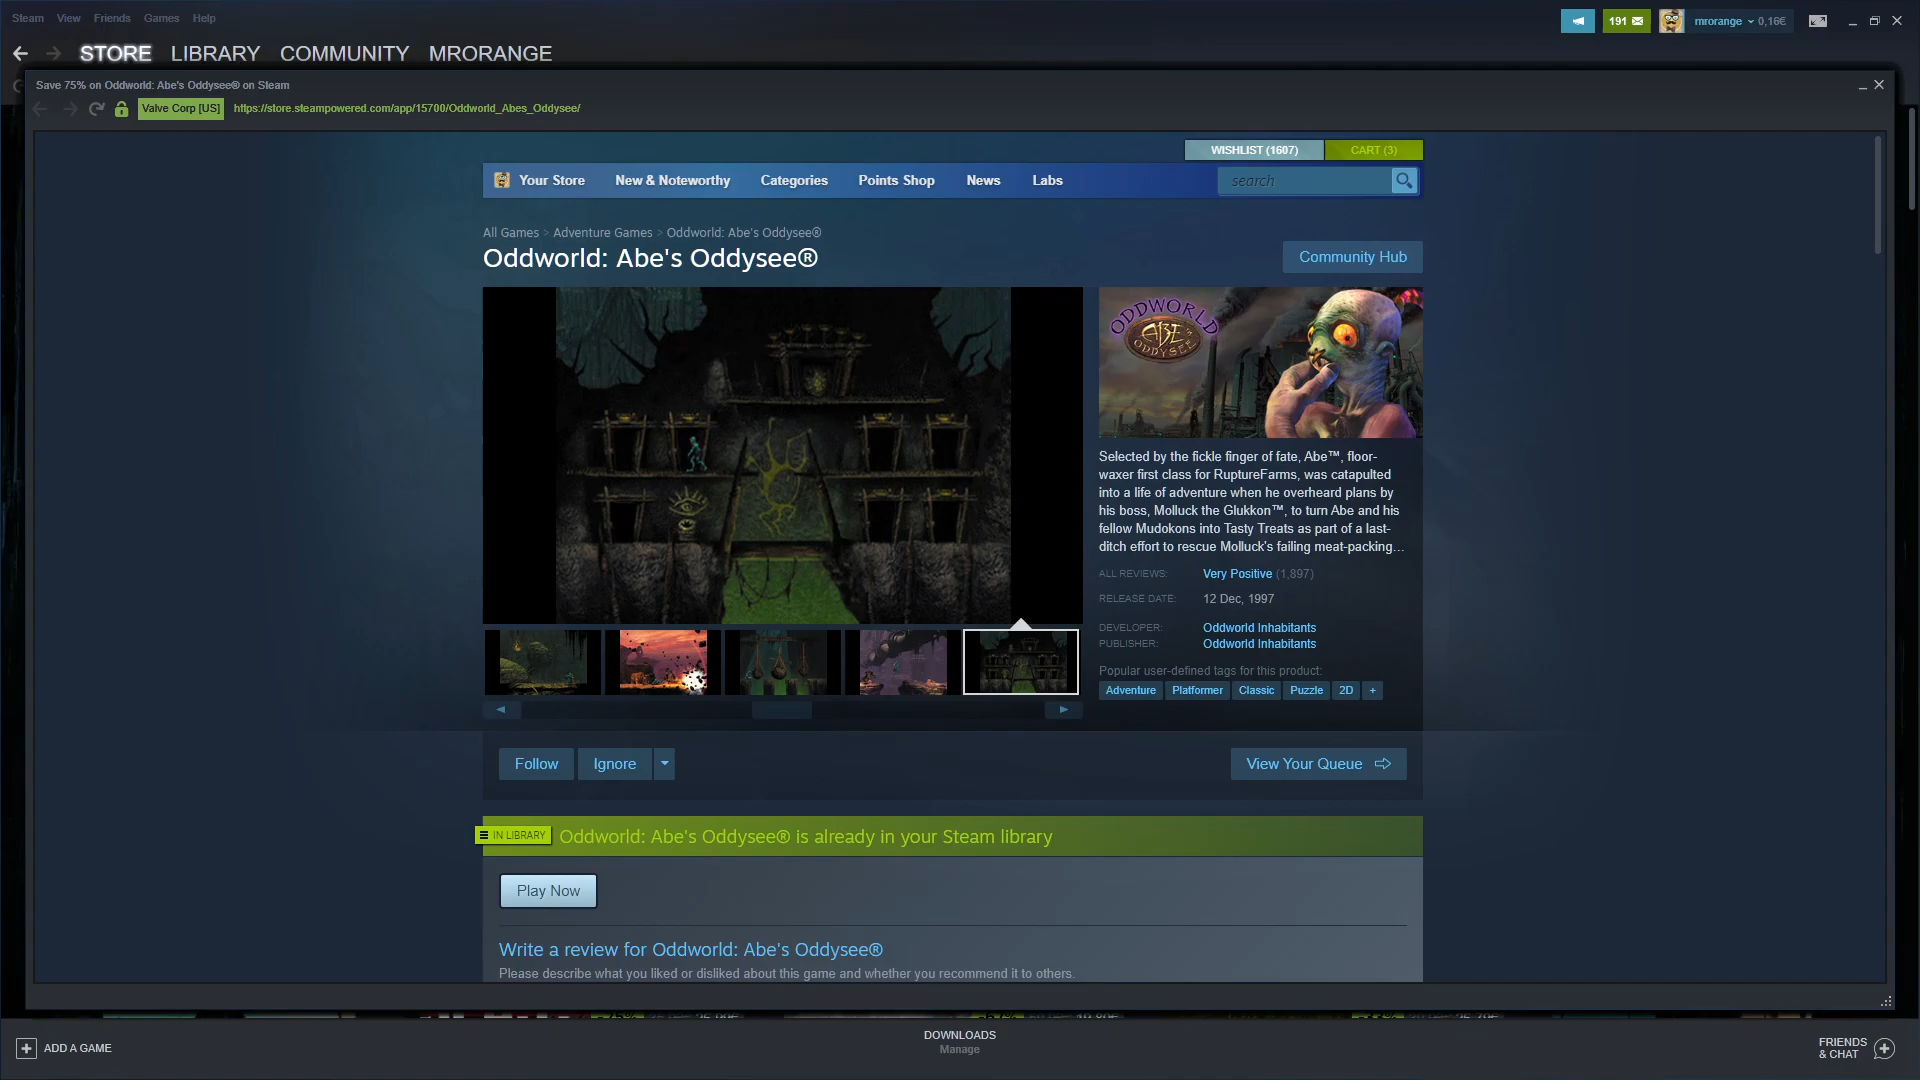 Steam View Friends Games Help
191
mrorange 0,16€
STORE LIBRARY COMMUNITY MRORANGE
Save 75% on Oddworld: Abe's Oddysee® on Steam
Valve Corp [US] https://store.steampowered.com/app/15700/Oddworld_Abes_Oddysee/
WISHLIST (1607) CART (3)
Your Store New & Noteworthy Categories Points Shop News Labs search
All Games > Adventure Games > Oddworld: Abe's Oddysee®
Oddworld: Abe's Oddysee®
Community Hub
ODDWORLD
ABE'S
ODDYSEE
Selected by the fickle finger of fate, Abe™, floor-
waxer first class for RuptureFarms, was catapulted
into a life of adventure when he overheard plans by
his boss, Molluck the Glukkon™, to turn Abe and his
fellow Mudokons into Tasty Treats as part of a last-
ditch effort to rescue Molluck's failing meat-packing...
ALL REVIEWS: Very Positive (1,897)
RELEASE DATE: 12 Dec, 1997
DEVELOPER: Oddworld Inhabitants
PUBLISHER: Oddworld Inhabitants
Popular user-defined tags for this product:
Adventure Platformer Classic Puzzle 2D +
Follow Ignore
View Your Queue
IN LIBRARY Oddworld: Abe's Oddysee® is already in your Steam library
Play Now
Write a review for Oddworld: Abe's Oddysee®
Please describe what you liked or disliked about this game and whether you recommend it to others.
ADD A GAME
DOWNLOADS
Manage
FRIENDS
& CHAT